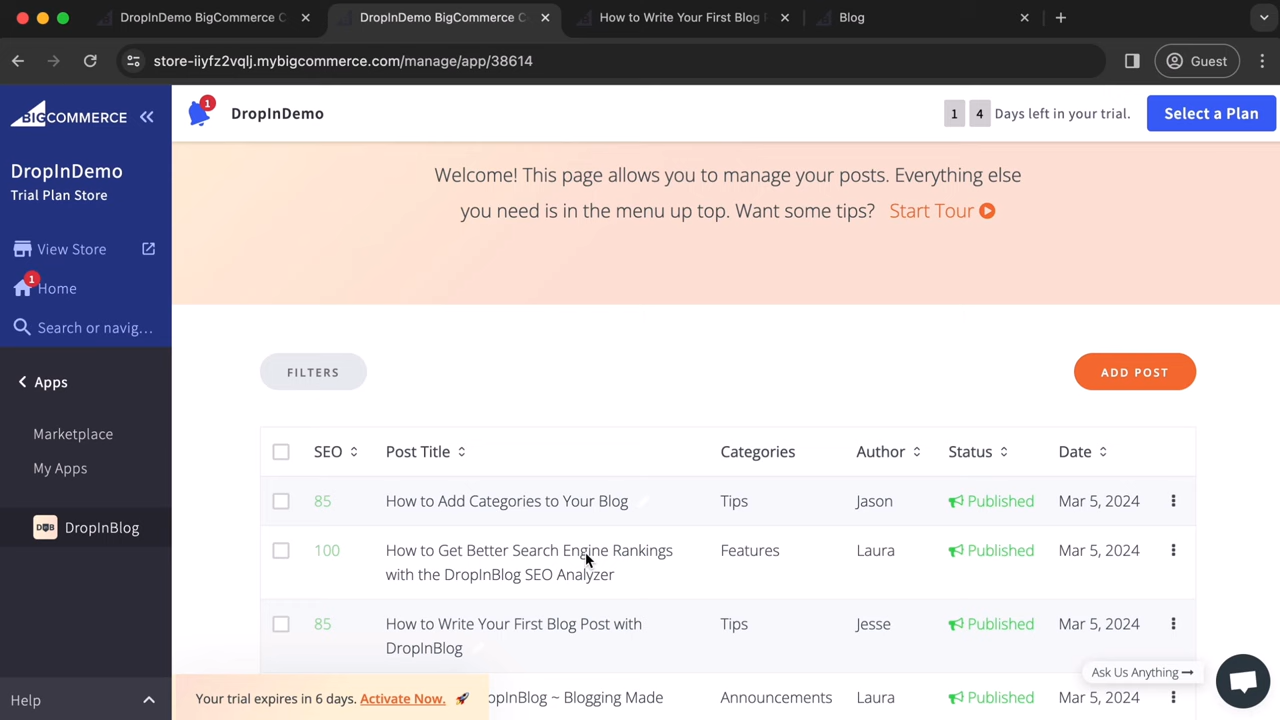 DropInDemo BigCommerce C
DropInDemo BigCommerce C
How to Write Your First Blog
Blog
store-iiyfz2vqlj.mybigcommerce.com/manage/app/38614
Guest
BIGCOMMERCE
1
DropInDemo
1 4 Days left in your trial.
Select a Plan
DropInDemo
Trial Plan Store
View Store
1
Home
Search or navig...
Apps
Marketplace
My Apps
DOB
DropInBlog
Help
Welcome! This page allows you to manage your posts. Everything else
you need is in the menu up top. Want some tips? Start Tour
FILTERS
ADD POST
SEO Post Title Categories Author Status Date
85 How to Add Categories to Your Blog Tips Jason Published Mar 5, 2024
100 How to Get Better Search Engine Rankings Features Laura Published Mar 5, 2024
with the DropInBlog SEO Analyzer
85 How to Write Your First Blog Post with Tips Jesse Published Mar 5, 2024
DropInBlog
Ask Us Anything
opInBlog ~ Blogging Made Announcements Laura Published Mar 5, 2024
Your trial expires in 6 days. Activate Now.